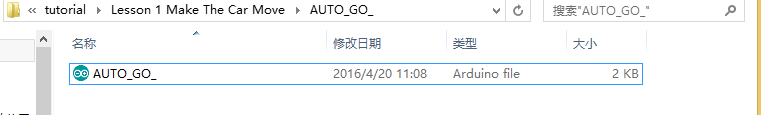 « tutorial › Lesson 1 Make The Car Move › AUTO_GO_
搜索"AUTO_GO_"
名称 修改日期 类型 大小
AUTO_GO_ 2016/4/20 11:08 Arduino file 2 KB